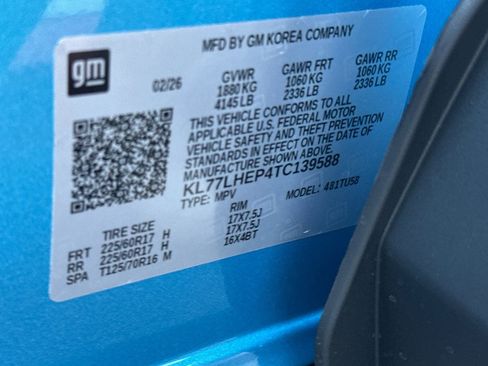 gm
MFD BY GM KOREA COMPANY
02/26
GVWR GAWR FRT GAWR RR
1880 KG 1060 KG 1060 KG
4145 LB 2336 LB 2336 LB
THIS VEHICLE CONFORMS TO ALL
APPLICABLE U.S. FEDERAL MOTOR
VEHICLE SAFETY AND THEFT
PREVENTION STANDARDS IN
EFFECT ON THE DATE OF
MANUFACTURE SHOWN ABOVE.
KL77LHEP4TC139588
TYPE: MPV MODEL: 481TU58
TIRE SIZE RIM
FRT 225/60R17 H 17X7.5J
RR 225/60R17 H 17X7.5J
SPA T125/70R16 M 16X4BT